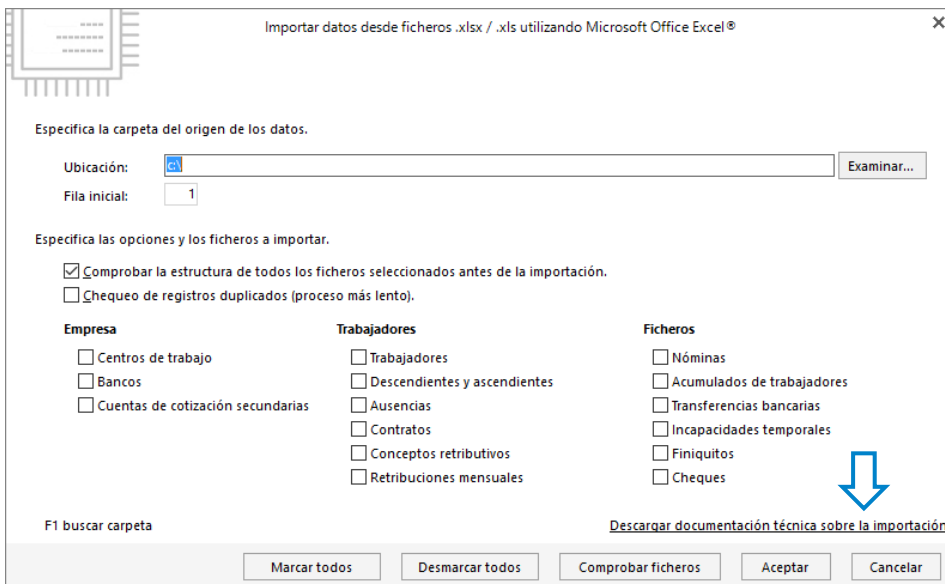 Importar datos desde ficheros .xlsx / .xls utilizando Microsoft Office Excel®
Especifica la carpeta del origen de los datos.
Ubicación: c:\ Examinar...
Fila inicial: 1
Especifica las opciones y los ficheros a importar.
Comprobar la estructura de todos los ficheros seleccionados antes de la importación.
Chequeo de registros duplicados (proceso más lento).
Empresa Trabajadores Ficheros
Centros de trabajo Trabajadores Nóminas
Bancos Descendientes y ascendientes Acumulados de trabajadores
Cuentas de cotización secundarias Ausencias Transferencias bancarias
Contratos Incapacidades temporales
Conceptos retributivos Finiquitos
Retribuciones mensuales Cheques
F1 buscar carpeta Descargar documentación técnica sobre la importación
Marcar todos Desmarcar todos Comprobar ficheros Aceptar Cancelar